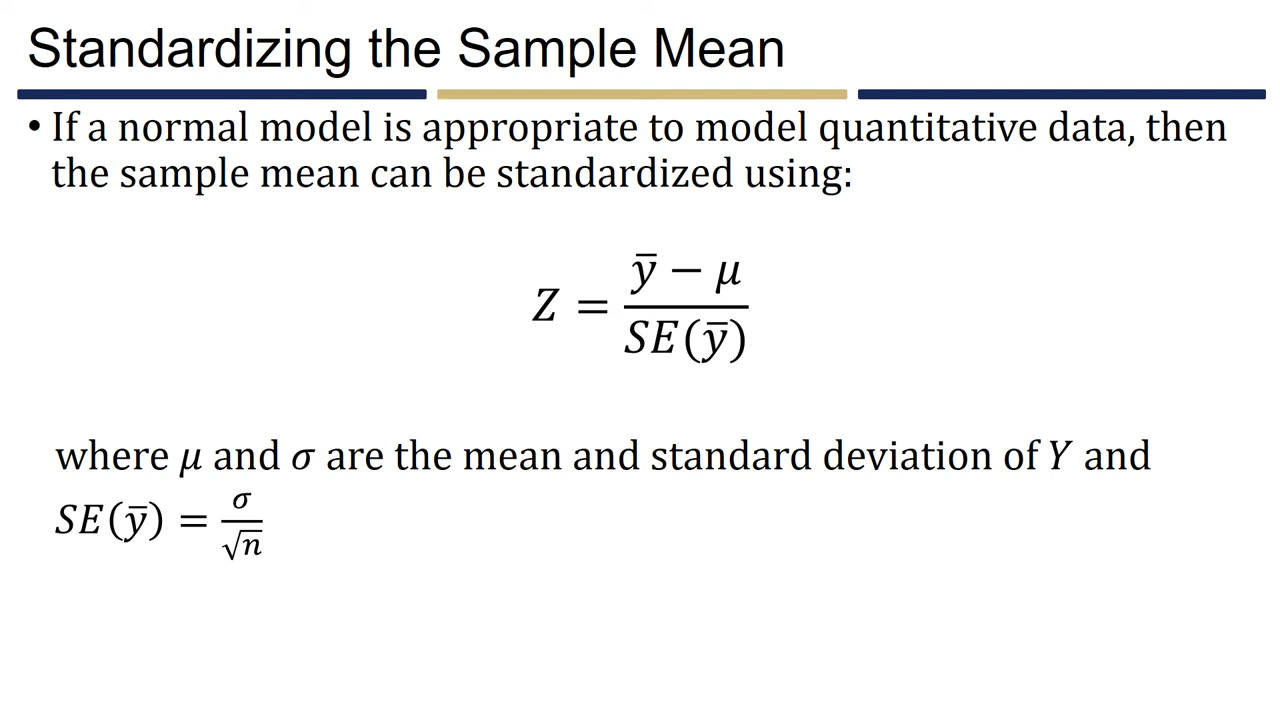 Standardizing the Sample Mean
• If a normal model is appropriate to model quantitative data, then
the sample mean can be standardized using:
Z = (ȳ − μ) / SE(ȳ)
where μ and σ are the mean and standard deviation of Y and
SE(ȳ) = σ / √n